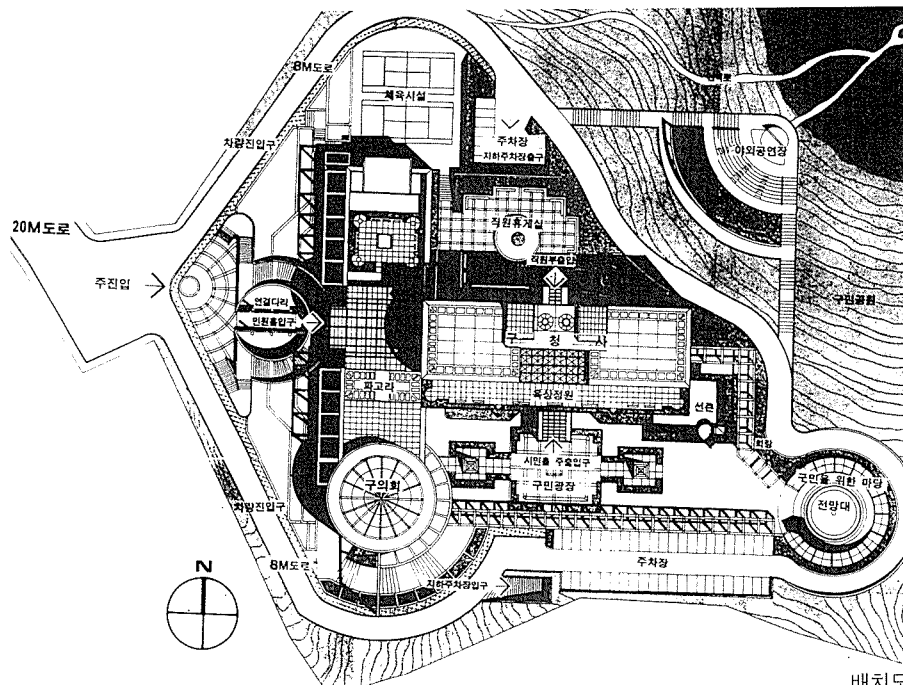 8M도로
체육시설
주차장
지하주차장출구
야외공연장
차량진입구
20M도로
직원휴게실
직원부출입
주진입
구민공원
연결다리
민원홀입구
구 청 사
파고라
옥상정원
선큰
회랑
시민홀 주출입구
구민광장
구의회
구민을 위한 마당
전망대
차량진입구
주차장
8M도로
지하주차장입구
N